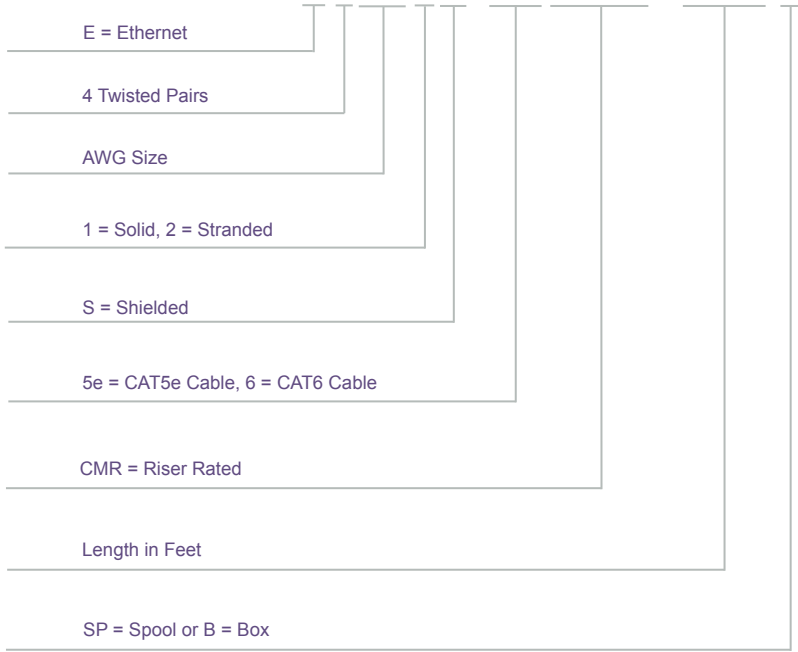 E = Ethernet
4 Twisted Pairs
AWG Size
1 = Solid, 2 = Stranded
S = Shielded
5e = CAT5e Cable, 6 = CAT6 Cable
CMR = Riser Rated
Length in Feet
SP = Spool or B = Box